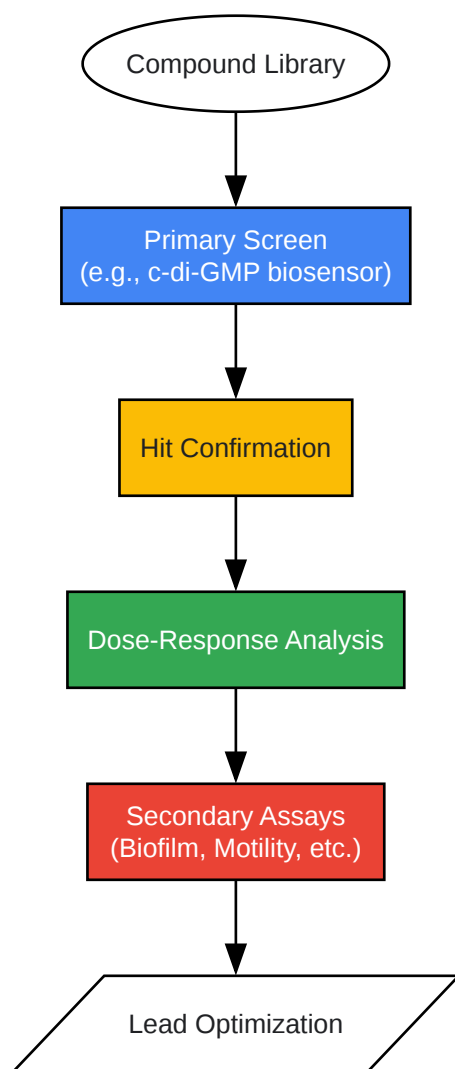 Compound Library
Primary Screen
(e.g., c-di-GMP biosensor)
Hit Confirmation
Dose-Response Analysis
Secondary Assays
(Biofilm, Motility, etc.)
Lead Optimization